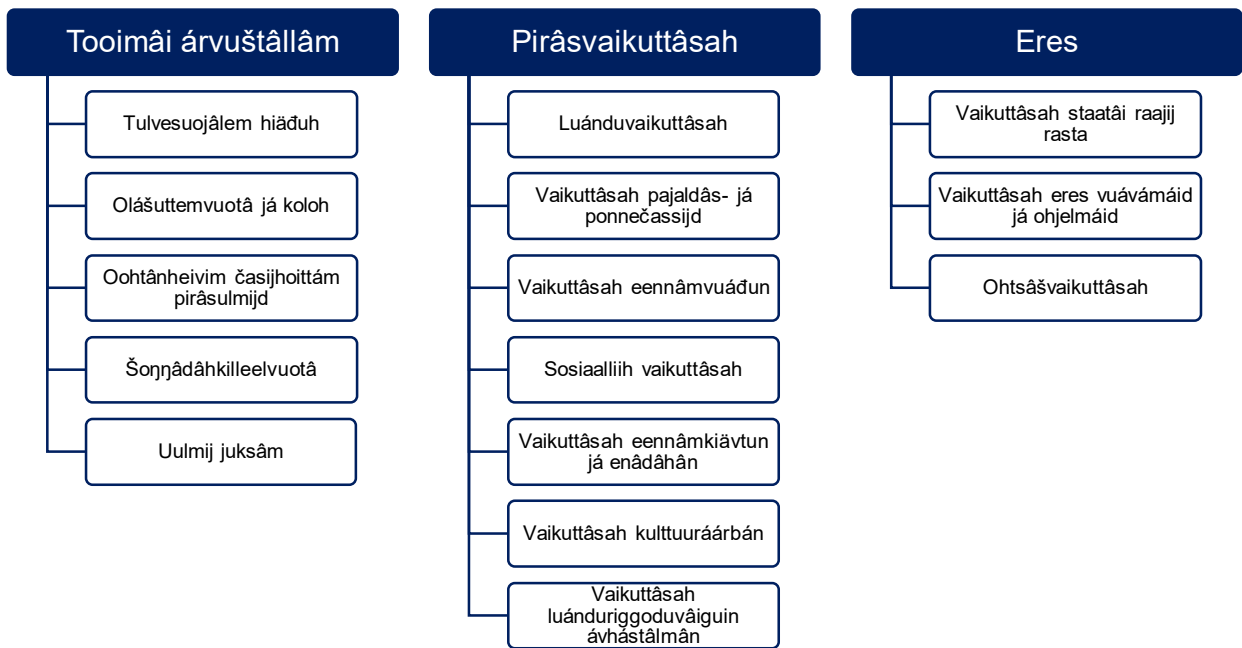 Tooimâi árvuštâllâm
Tulvesuojâlem hiäđuh
Olášuttemvuotâ já koloh
Oohtânheivim časijhoittám
pirâsulmijd
Šoŋŋâdâhkilleelvuotâ
Uulmij juksâm
Pirâsvaikuttâsah
Luánduvaikuttâsah
Vaikuttâsah pajaldâs- já
ponnečassijd
Vaikuttâsah eennâmvuáđun
Sosiaalliih vaikuttâsah
Vaikuttâsah eennâmkiävtun
já enâdâhân
Vaikuttâsah kulttuuráárbán
Vaikuttâsah
luánduriggoduvâiguin
ávhástâlmân
Eres
Vaikuttâsah staatâi raajij
rasta
Vaikuttâsah eres vuávámáid
já ohjelmáid
Ohtsâšvaikuttâsah